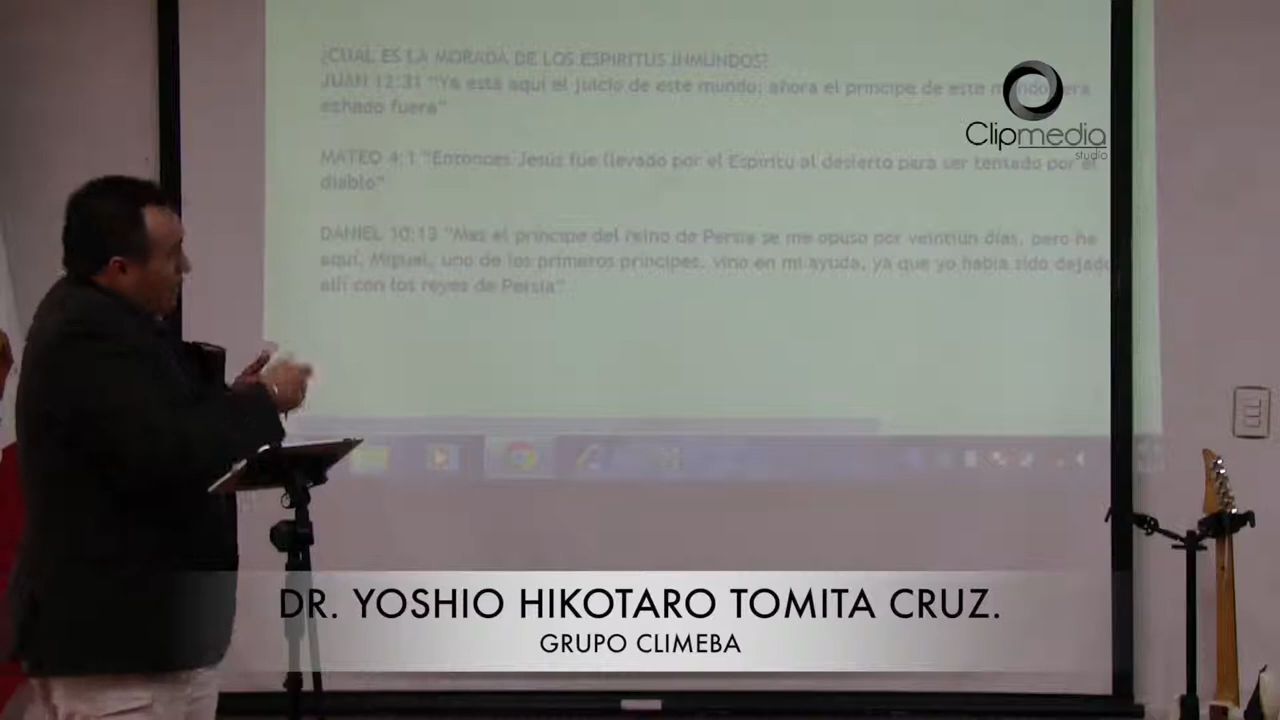 ¿CUAL ES LA MORADA DE LOS ESPIRITUS INMUNDOS?
JUAN 12:31 "Ya está aquí el juicio de este mundo; ahora el príncipe de este mundo será
echado fuera"
MATEO 4:1 "Entonces Jesús fue llevado por el Espíritu al desierto para ser tentado por el
diablo"
DANIEL 10:13 "Mas el príncipe del reino de Persia se me opuso por veintiún días, pero he
aquí, Miguel, uno de los primeros príncipes, vino en mi ayuda, ya que yo había sido dejado
allí con los reyes de Persia"
Clipmedia
studio
DR. YOSHIO HIKOTARO TOMITA CRUZ.
GRUPO CLIMEBA